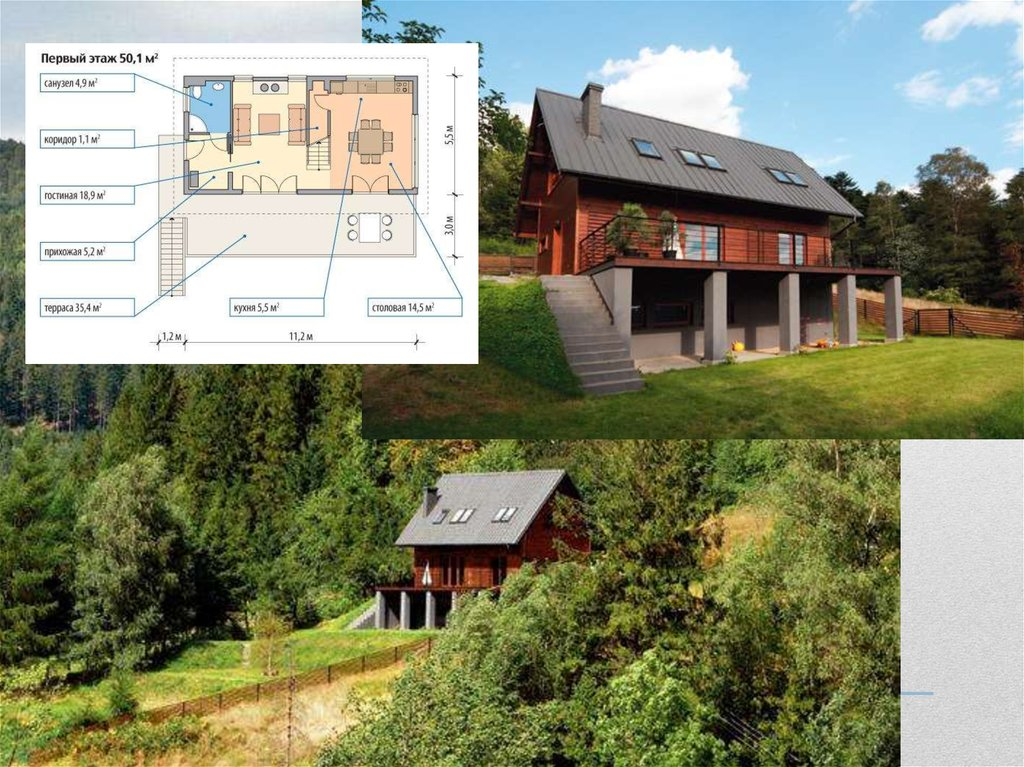 Первый этаж 50,1 м²
санузел 4,9 м²
коридор 1,1 м²
гостиная 18,9 м²
прихожая 5,2 м²
терраса 35,4 м²
кухня 5,5 м²
столовая 14,5 м²
5,5 м
3,0 м
1,2 м
11,2 м